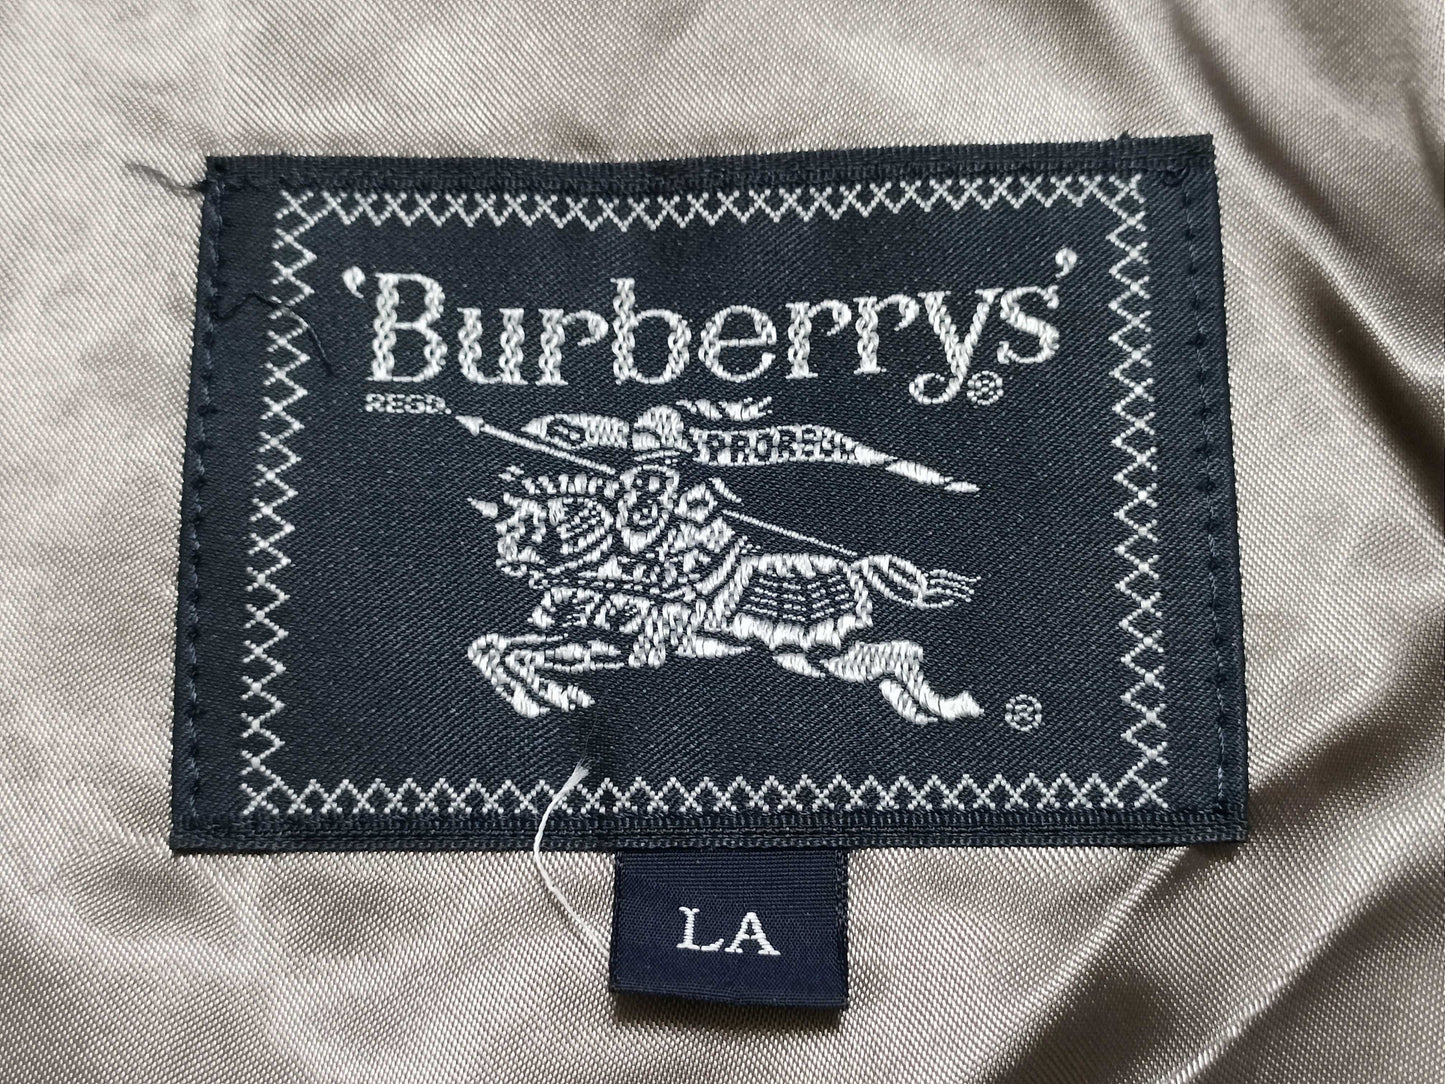 'Burberrys'®
REGD.
PRORSUM
®
LA